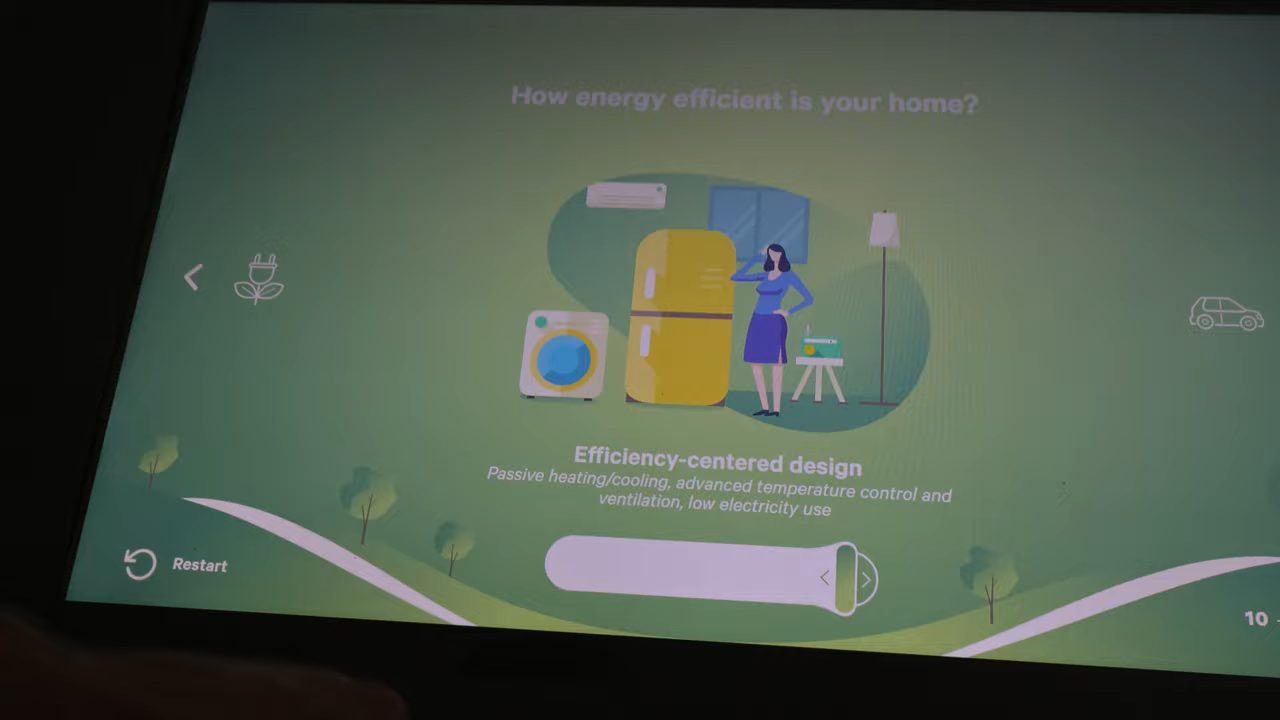 How energy efficient is your home?
Efficiency-centered design
Passive heating/cooling, advanced temperature control and
ventilation, low electricity use
Restart
10